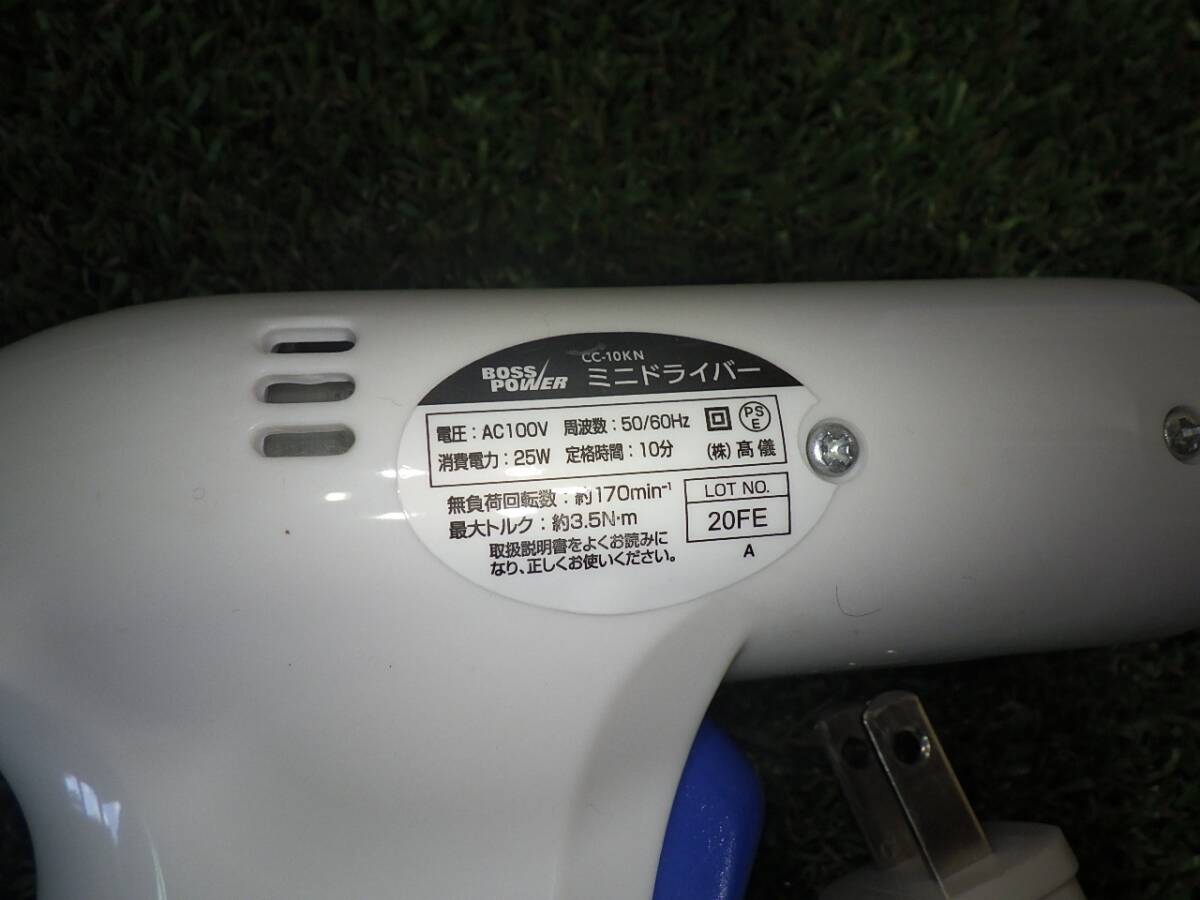 CC-10KN
BOSS POWER ミニドライバー
電圧：AC100V 周波数：50/60Hz PSE
消費電力：25W 定格時間：10分 (株)髙儀
無負荷回転数：約170min⁻¹
最大トルク：約3.5N·m
取扱説明書をよくお読みに
なり、正しくお使いください。
LOT NO.
20FE
A